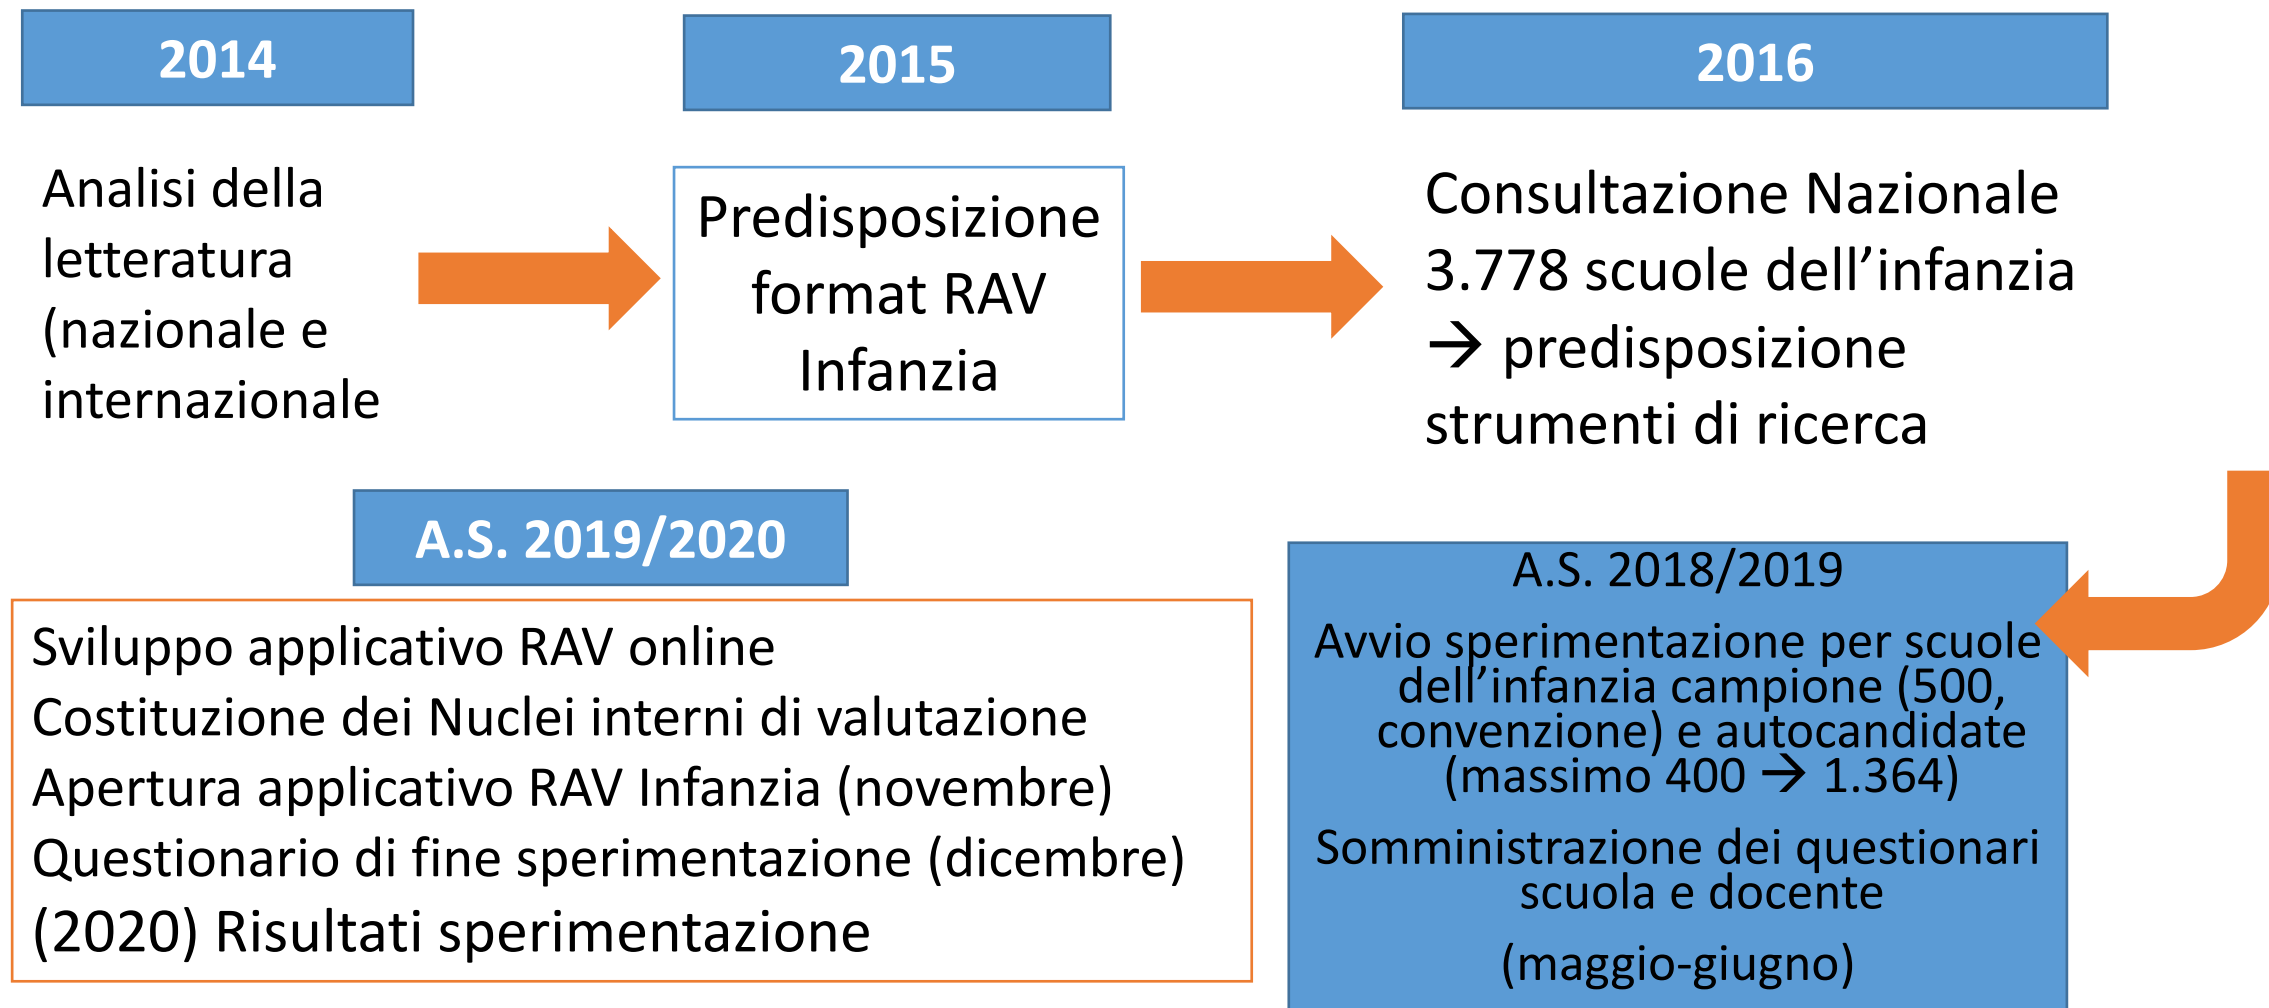 2014
Analisi della
letteratura
(nazionale e
internazionale
2015
Predisposizione
format RAV
Infanzia
2016
Consultazione Nazionale
3.778 scuole dell’infanzia
→ predisposizione
strumenti di ricerca
A.S. 2018/2019
Avvio sperimentazione per scuole
dell’infanzia campione (500,
convenzione) e autocandidate
(massimo 400 → 1.364)
Somministrazione dei questionari
scuola e docente
(maggio-giugno)
A.S. 2019/2020
Sviluppo applicativo RAV online
Costituzione dei Nuclei interni di valutazione
Apertura applicativo RAV Infanzia (novembre)
Questionario di fine sperimentazione (dicembre)
(2020) Risultati sperimentazione